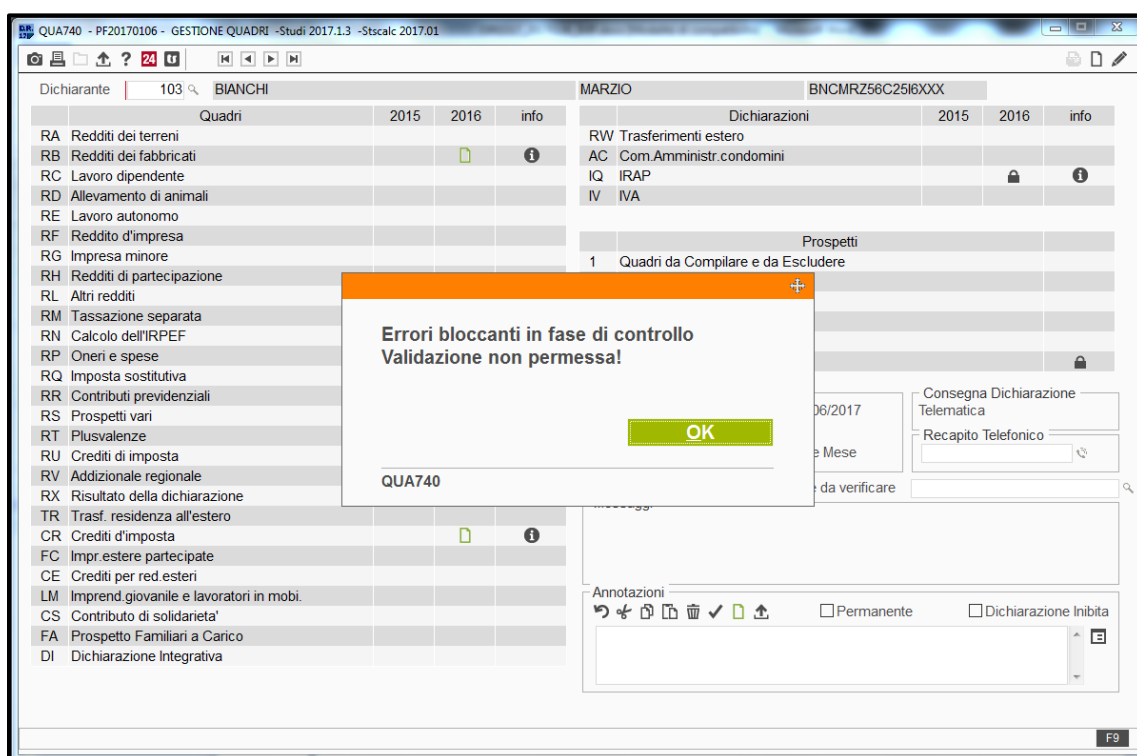 QUA740 - PF20170106 - GESTIONE QUADRI -Studi 2017.1.3 -Stscalc 2017.01
? 24
Dichiarante 103 BIANCHI MARZIO BNCMRZ56C25I6XXX
Quadri 2015 2016 info
RA Redditi dei terreni
RB Redditi dei fabbricati
RC Lavoro dipendente
RD Allevamento di animali
RE Lavoro autonomo
RF Reddito d'impresa
RG Impresa minore
RH Redditi di partecipazione
RL Altri redditi
RM Tassazione separata
RN Calcolo dell'IRPEF
RP Oneri e spese
RQ Imposta sostitutiva
RR Contributi previdenziali
RS Prospetti vari
RT Plusvalenze
RU Crediti di imposta
RV Addizionale regionale
RX Risultato della dichiarazione
TR Trasf. residenza all'estero
CR Crediti d'imposta
FC Impr.estere partecipate
CE Crediti per red.esteri
LM Imprend.giovanile e lavoratori in mobi.
CS Contributo di solidarieta'
FA Prospetto Familiari a Carico
DI Dichiarazione Integrativa
Dichiarazioni 2015 2016 info
RW Trasferimenti estero
AC Com.Amministr.condomini
IQ IRAP
IV IVA
Prospetti
1 Quadri da Compilare e da Escludere
Errori bloccanti in fase di controllo
Validazione non permessa!
OK
QUA740
06/2017
Mese
Consegna Dichiarazione
Telematica
Recapito Telefonico
da verificare
Annotazioni
Permanente
Dichiarazione Inibita
F9